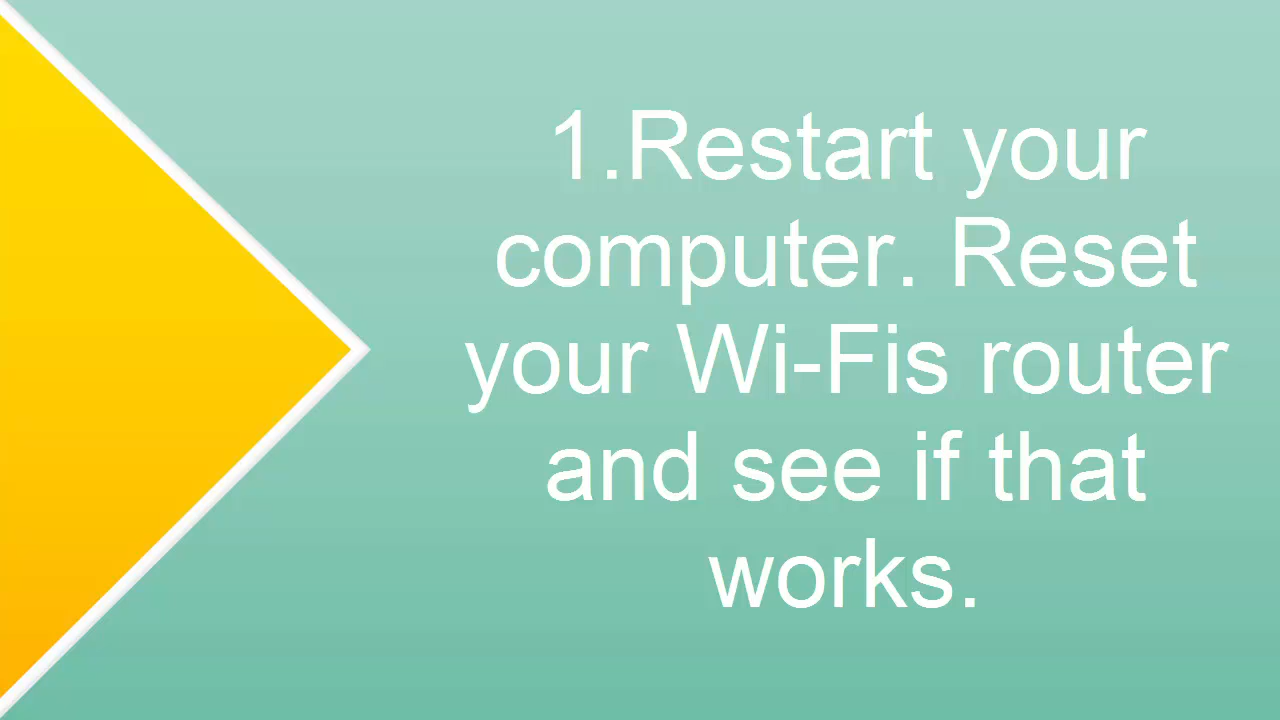 1.Restart your
computer. Reset
your Wi-Fis router
and see if that
works.